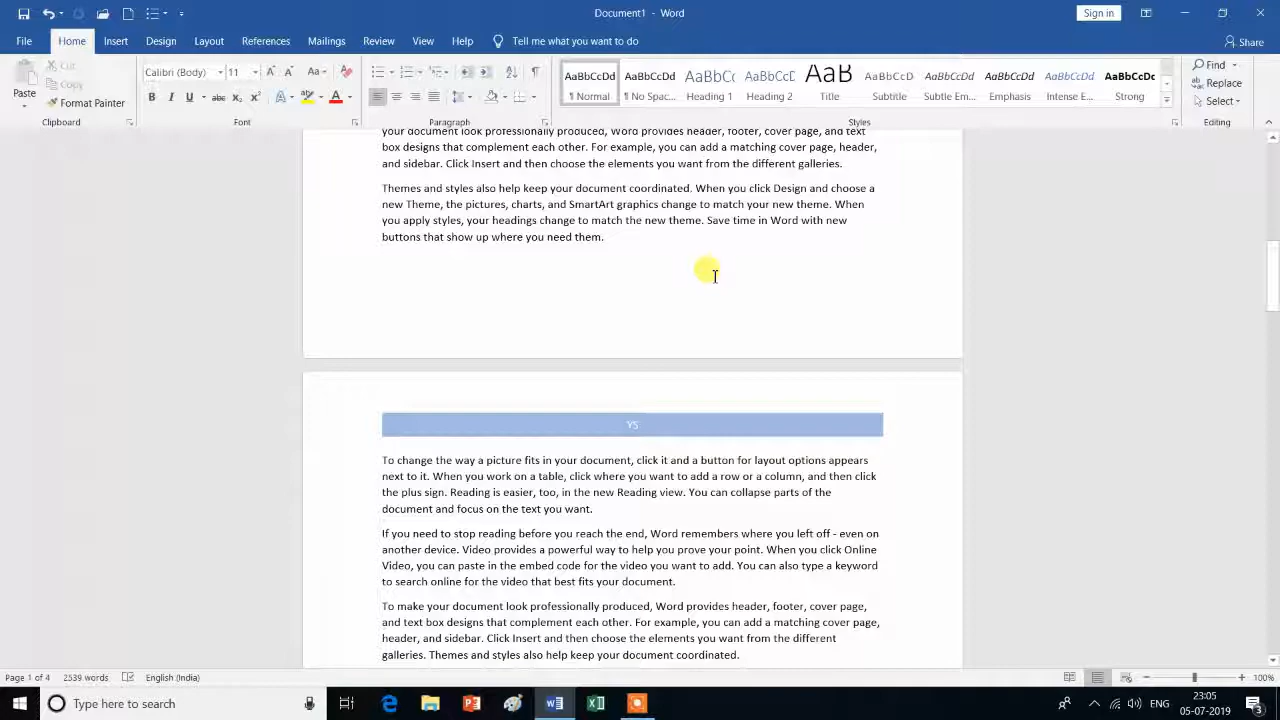 Document1 - Word
Sign in
File Home Insert Design Layout References Mailings Review View Help Tell me what you want to do Share
Paste
Cut
Copy
Format Painter
Clipboard
Calibri (Body) 11
Font
Paragraph
AaBbCcDd AaBbCcDd AaBbC AaBbCcD AaB AaBbCcD AaBbCcDd AaBbCcDd AaBbCcDd AaBbCcDc
¶ Normal ¶ No Spac... Heading 1 Heading 2 Title Subtitle Subtle Em... Emphasis Intense E... Strong
Styles
Find
Replace
Select
Editing
your document look professionally produced, Word provides header, footer, cover page, and text
box designs that complement each other. For example, you can add a matching cover page, header,
and sidebar. Click Insert and then choose the elements you want from the different galleries.
Themes and styles also help keep your document coordinated. When you click Design and choose a
new Theme, the pictures, charts, and SmartArt graphics change to match your new theme. When
you apply styles, your headings change to match the new theme. Save time in Word with new
buttons that show up where you need them.
YS
To change the way a picture fits in your document, click it and a button for layout options appears
next to it. When you work on a table, click where you want to add a row or a column, and then click
the plus sign. Reading is easier, too, in the new Reading view. You can collapse parts of the
document and focus on the text you want.
If you need to stop reading before you reach the end, Word remembers where you left off - even on
another device. Video provides a powerful way to help you prove your point. When you click Online
Video, you can paste in the embed code for the video you want to add. You can also type a keyword
to search online for the video that best fits your document.
To make your document look professionally produced, Word provides header, footer, cover page,
and text box designs that complement each other. For example, you can add a matching cover page,
header, and sidebar. Click Insert and then choose the elements you want from the different
galleries. Themes and styles also help keep your document coordinated.
Page 1 of 4 2539 words English (India) 100%
Type here to search
ENG
23:05
05-07-2019
3